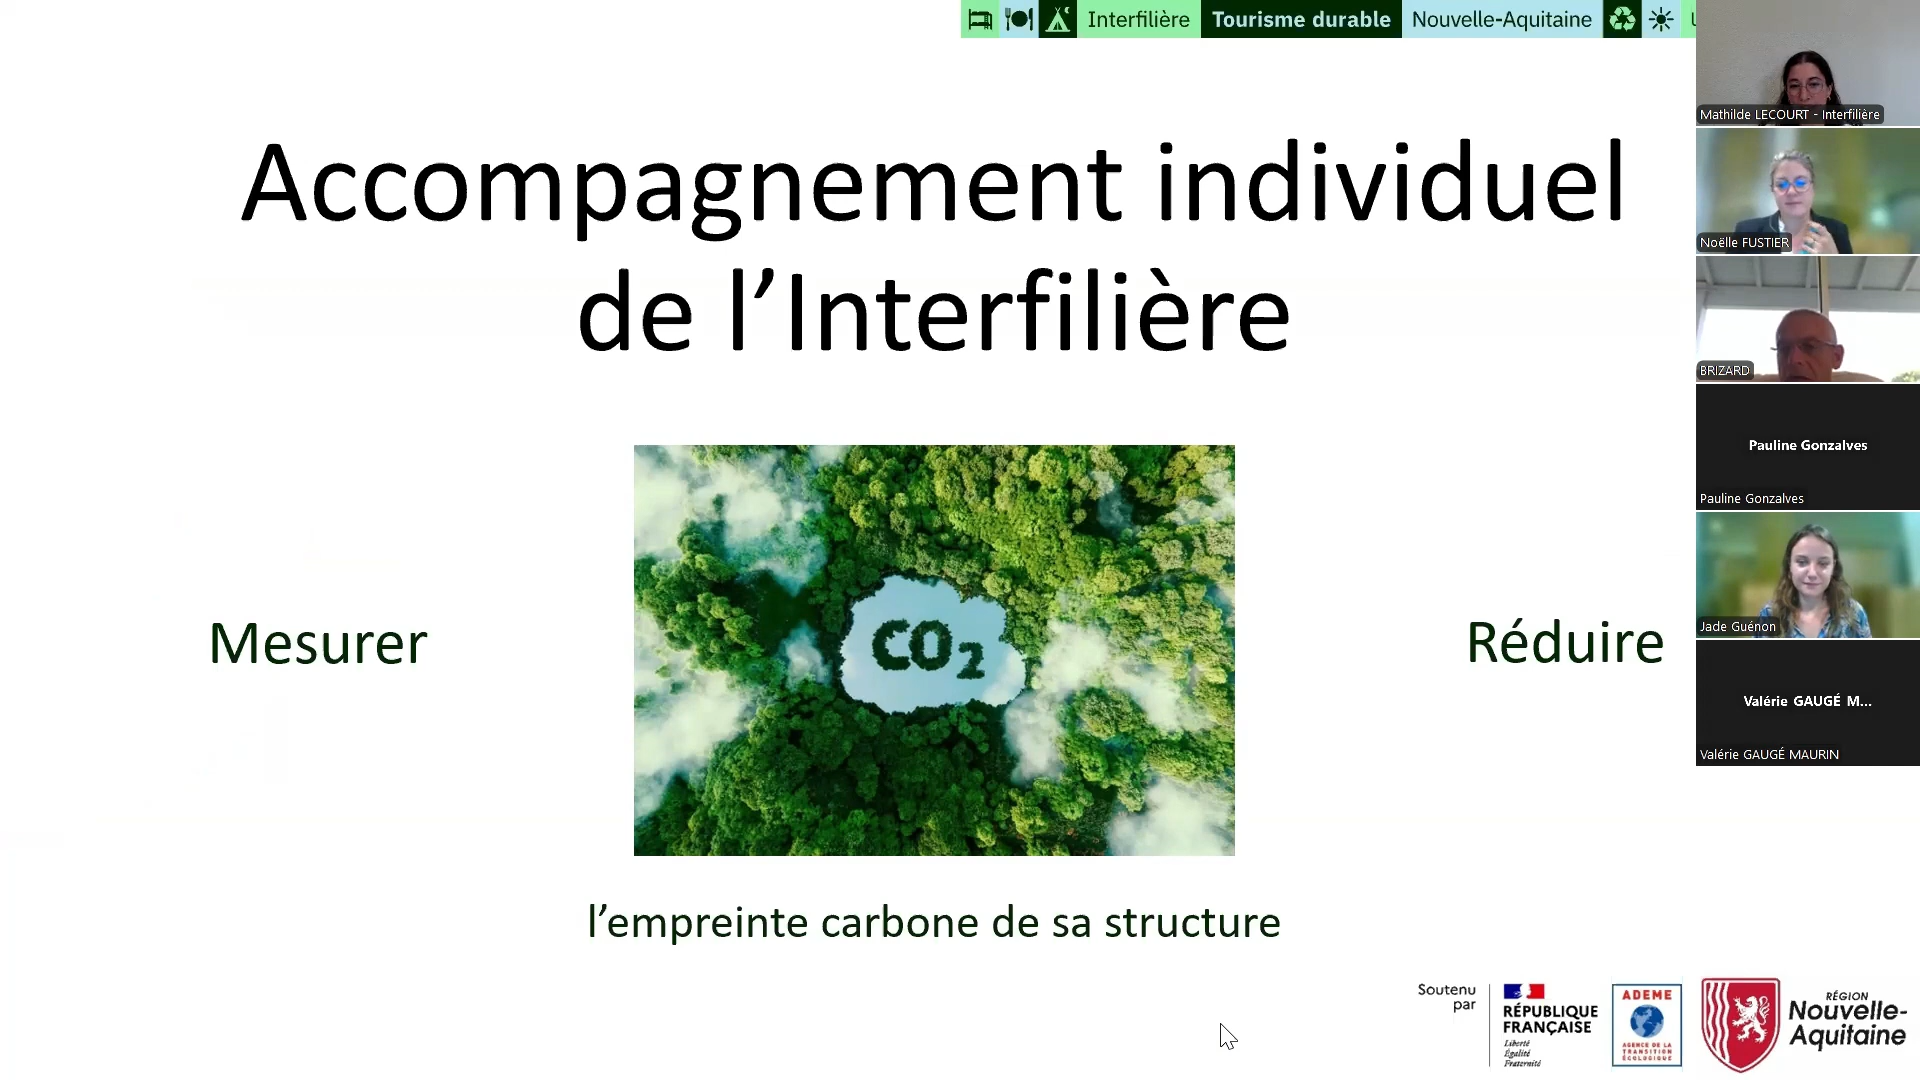 Interfilière Tourisme durable Nouvelle-Aquitaine
Accompagnement individuel
de l’Interfilière
Mesurer
CO2
Réduire
l’empreinte carbone de sa structure
Soutenu
par
RÉPUBLIQUE
FRANÇAISE
Liberté
Égalité
Fraternité
ADEME
AGENCE DE LA
TRANSITION
ÉCOLOGIQUE
RÉGION
Nouvelle-
Aquitaine
Mathilde LECOURT - Interfilière
Noëlle FUSTIER
BRIZARD
Pauline Gonzalves
Pauline Gonzalves
Jade Guénon
Valérie GAUGÉ M...
Valérie GAUGÉ MAURIN